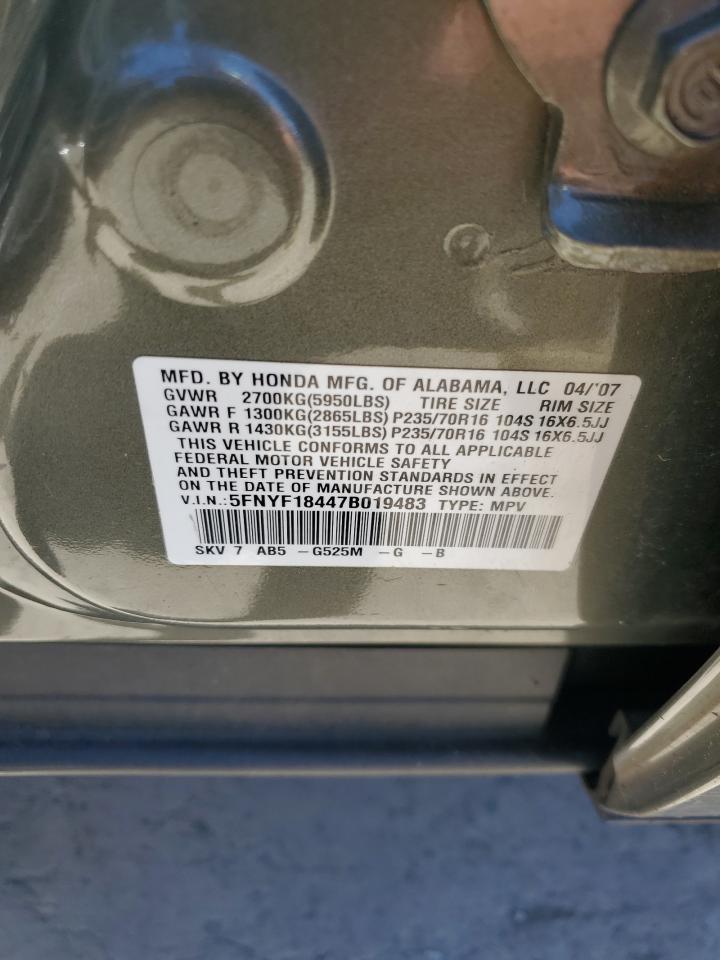 MFD. BY HONDA MFG. OF ALABAMA, LLC 04/'07
GVWR 2700KG(5950LBS) TIRE SIZE RIM SIZE
GAWR F 1300KG(2865LBS) P235/70R16 104S 16X6.5JJ
GAWR R 1430KG(3155LBS) P235/70R16 104S 16X6.5JJ
THIS VEHICLE CONFORMS TO ALL APPLICABLE
FEDERAL MOTOR VEHICLE SAFETY
AND THEFT PREVENTION STANDARDS IN EFFECT
ON THE DATE OF MANUFACTURE SHOWN ABOVE.
V.I.N.:5FNYF18447B019483 TYPE: MPV
SKV 7 AB5 -G525M -G -B